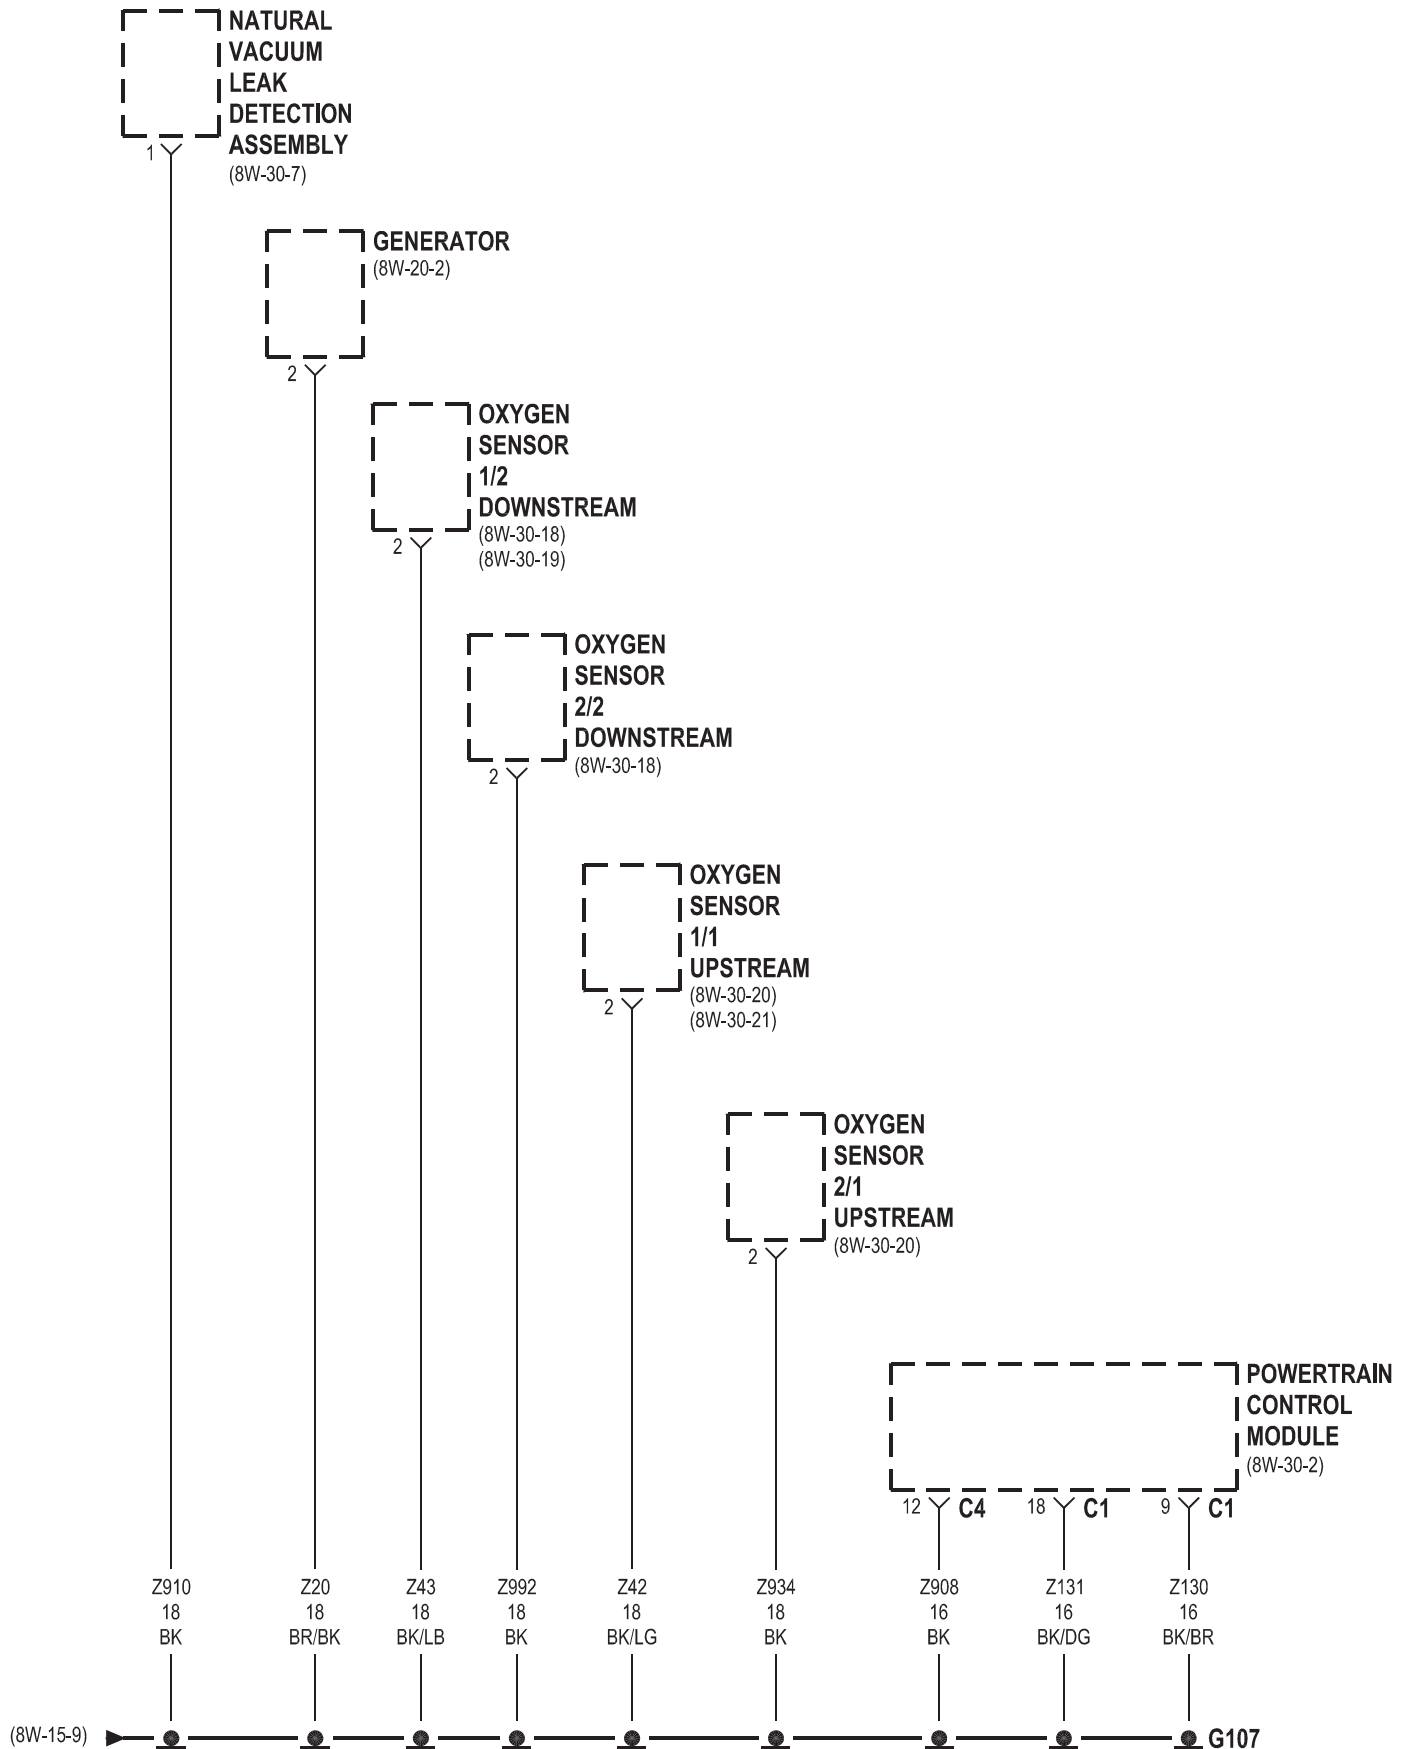 NATURAL
VACUUM
LEAK
DETECTION
ASSEMBLY
(8W-30-7)
1
GENERATOR
(8W-20-2)
2
OXYGEN
SENSOR
1/2
DOWNSTREAM
(8W-30-18)
(8W-30-19)
2
OXYGEN
SENSOR
2/2
DOWNSTREAM
(8W-30-18)
2
OXYGEN
SENSOR
1/1
UPSTREAM
(8W-30-20)
(8W-30-21)
2
OXYGEN
SENSOR
2/1
UPSTREAM
(8W-30-20)
2
POWERTRAIN
CONTROL
MODULE
(8W-30-2)
12 C4 18 C1 9 C1
Z910 Z20 Z43 Z992 Z42 Z934 Z908 Z131 Z130
18 18 18 18 18 18 16 16 16
BK BR/BK BK/LB BK BK/LG BK BK BK/DG BK/BR
(8W-15-9) G107